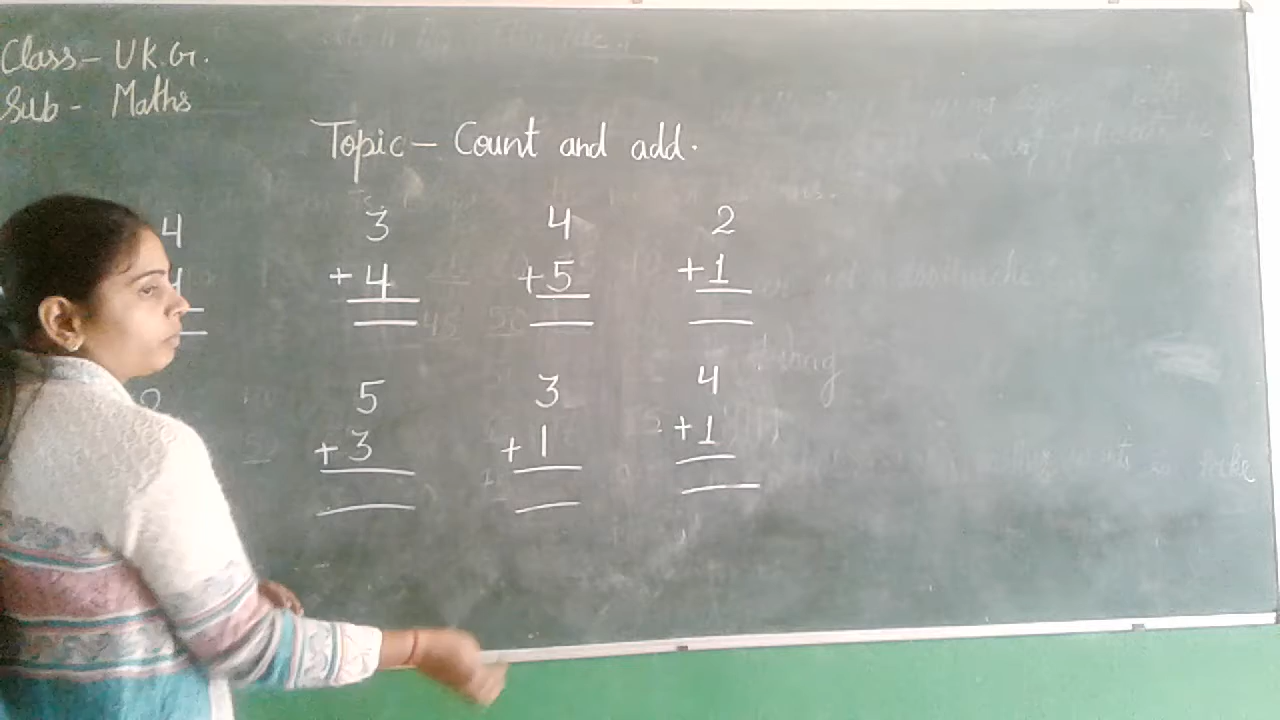 Class - U.K.G.
Sub - Maths
Topic - Count and add.
4 3 4 2
4 +4 +5 +1
5 3 4
+3 +1 +1